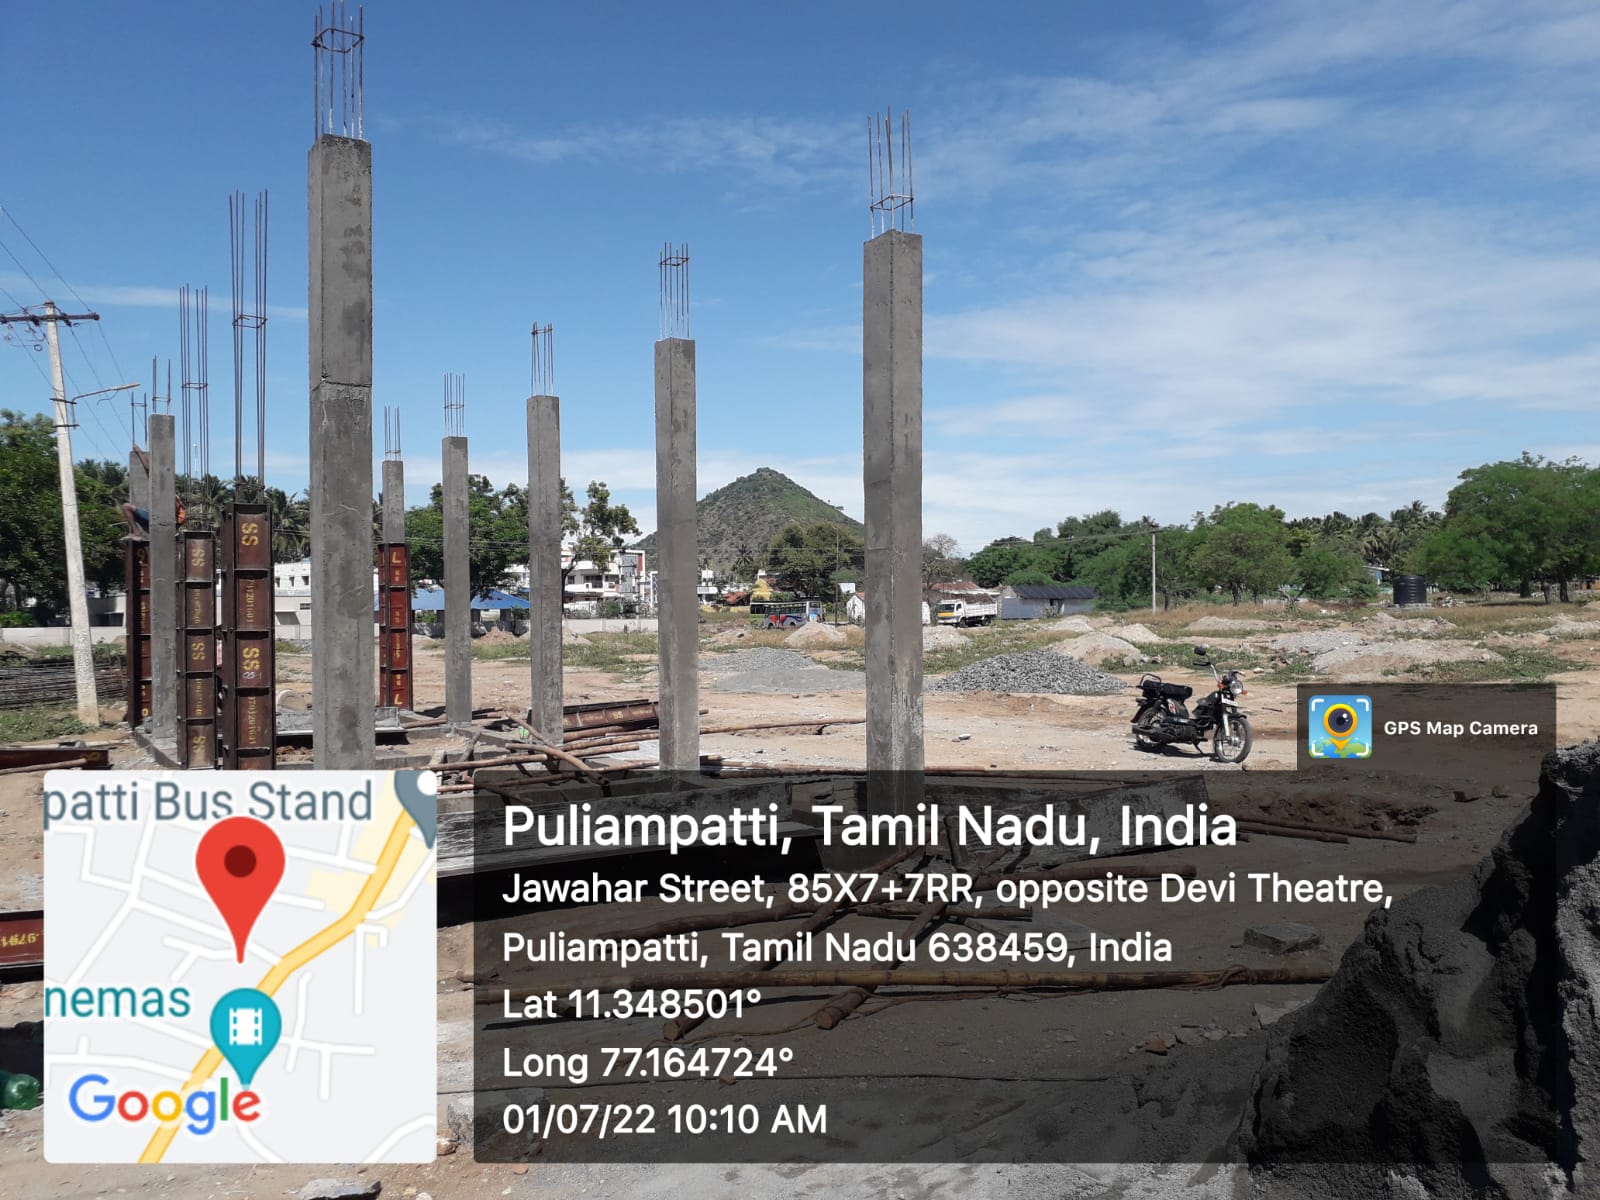 SS
SS
SS
SS
SS
L
L
GPS Map Camera
patti Bus Stand
nemas
Google
Puliampatti, Tamil Nadu, India
Jawahar Street, 85X7+7RR, opposite Devi Theatre,
Puliampatti, Tamil Nadu 638459, India
Lat 11.348501°
Long 77.164724°
01/07/22 10:10 AM